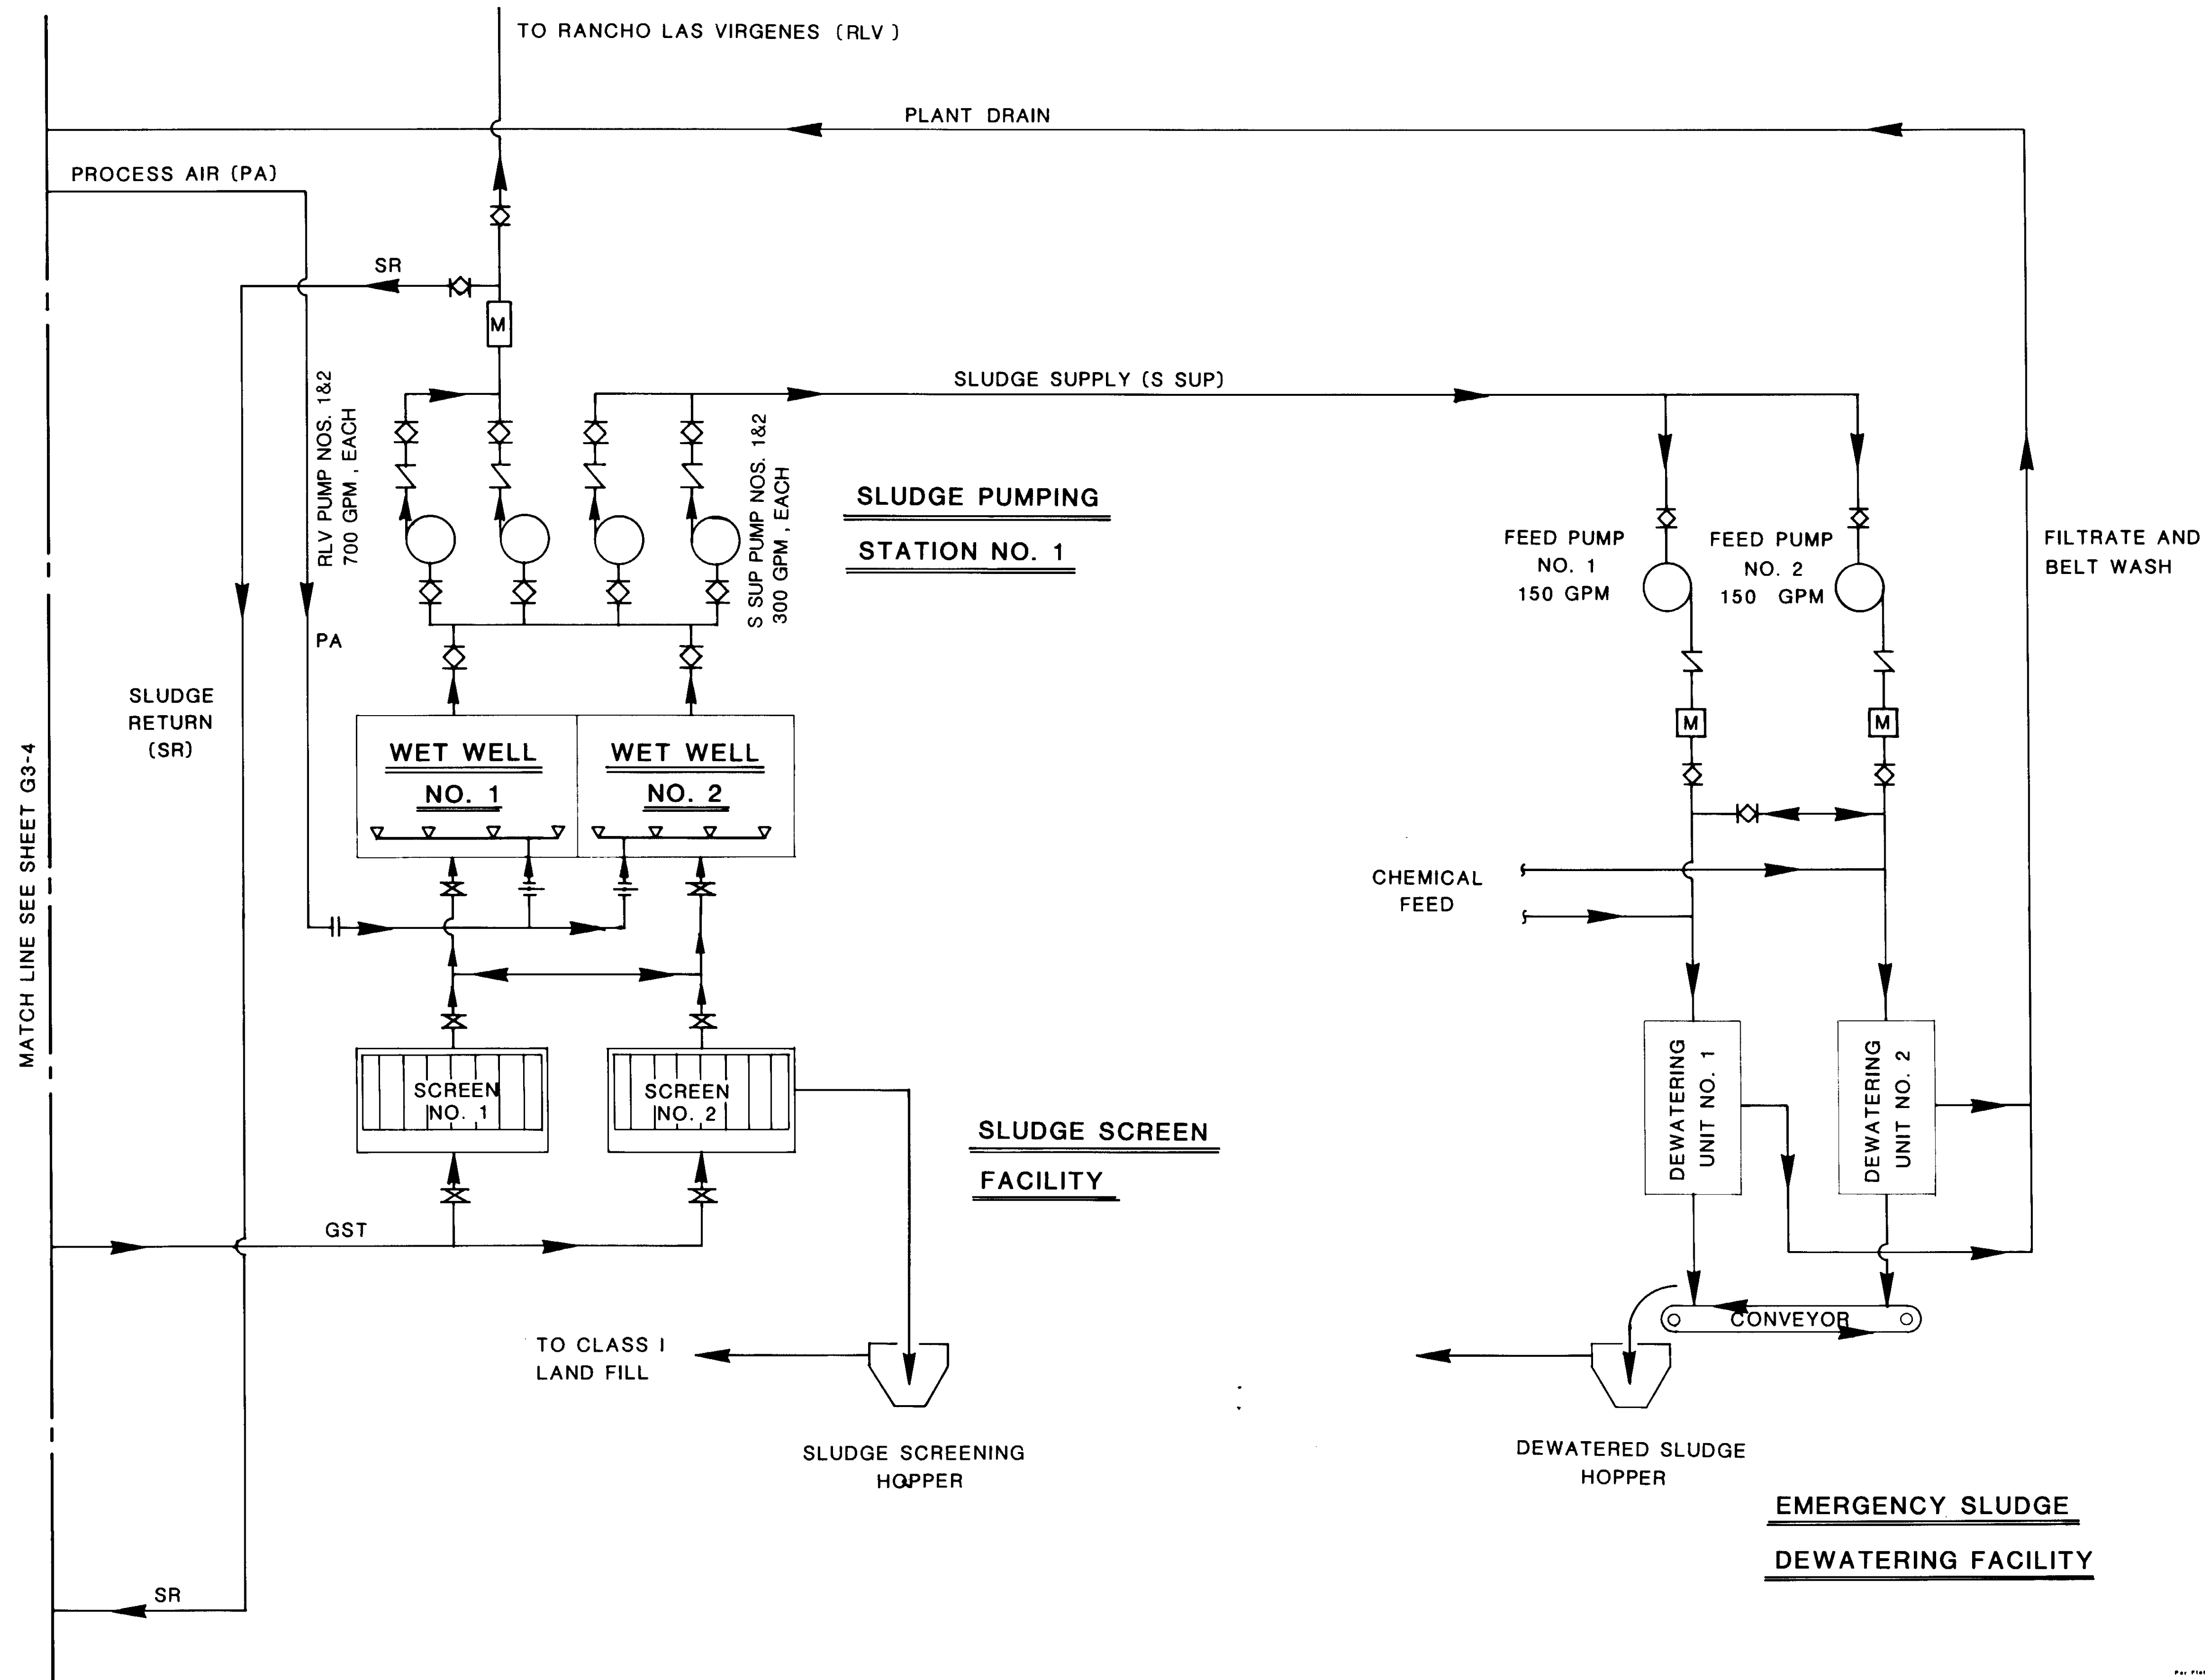 TO RANCHO LAS VIRGENES (RLV )
PLANT DRAIN
PROCESS AIR (PA)
SR
M
RLV PUMP NOS. 1&2
700 GPM , EACH
SLUDGE SUPPLY (S SUP)
S SUP PUMP NOS. 1&2
300 GPM , EACH
SLUDGE PUMPING
STATION NO. 1
FEED PUMP
NO. 1
150 GPM
FEED PUMP
NO. 2
150 GPM
FILTRATE AND
BELT WASH
PA
SLUDGE
RETURN
(SR)
MATCH LINE SEE SHEET G3-4
WET WELL
NO. 1
WET WELL
NO. 2
M
M
CHEMICAL
FEED
SCREEN
NO. 1
SCREEN
NO. 2
SLUDGE SCREEN
FACILITY
DEWATERING
UNIT NO. 1
DEWATERING
UNIT NO. 2
GST
CONVEYOR
TO CLASS I
LAND FILL
SLUDGE SCREENING
HOPPER
DEWATERED SLUDGE
HOPPER
EMERGENCY SLUDGE
DEWATERING FACILITY
SR